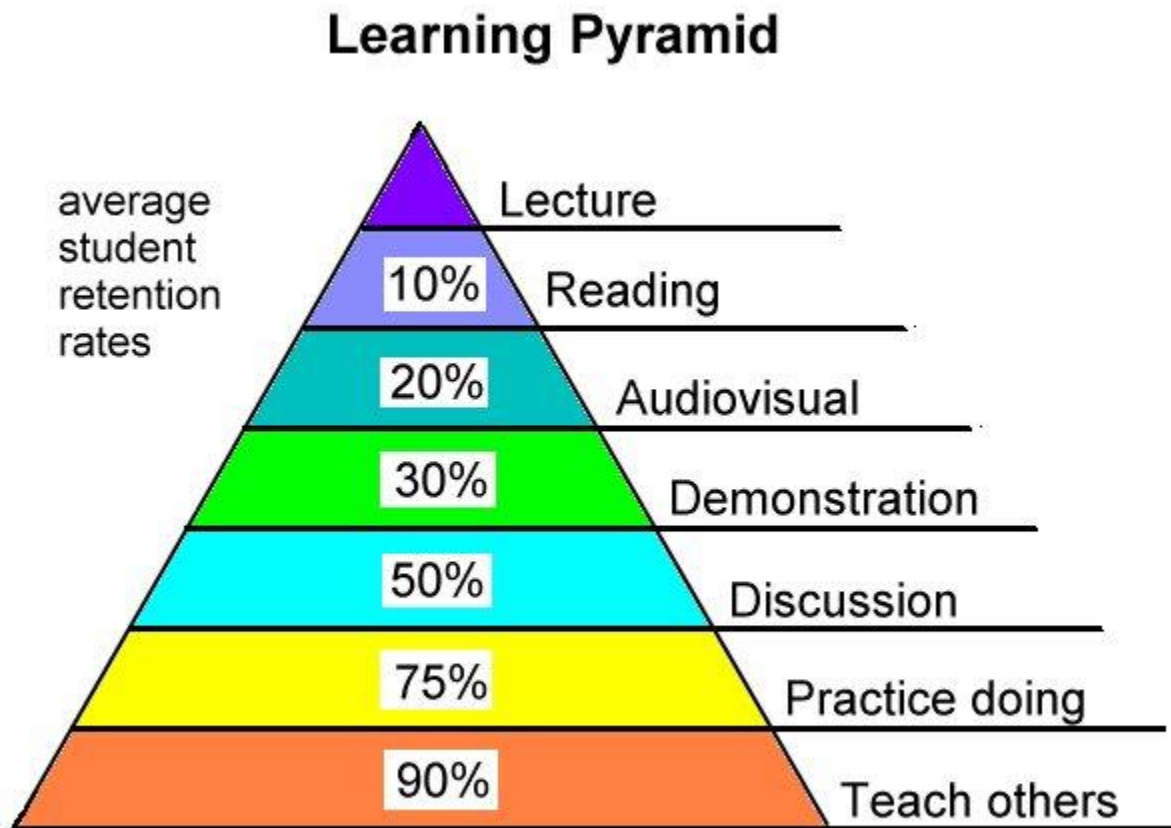 Learning Pyramid
average
student
retention
rates
Lecture
10% Reading
20% Audiovisual
30% Demonstration
50% Discussion
75% Practice doing
90% Teach others